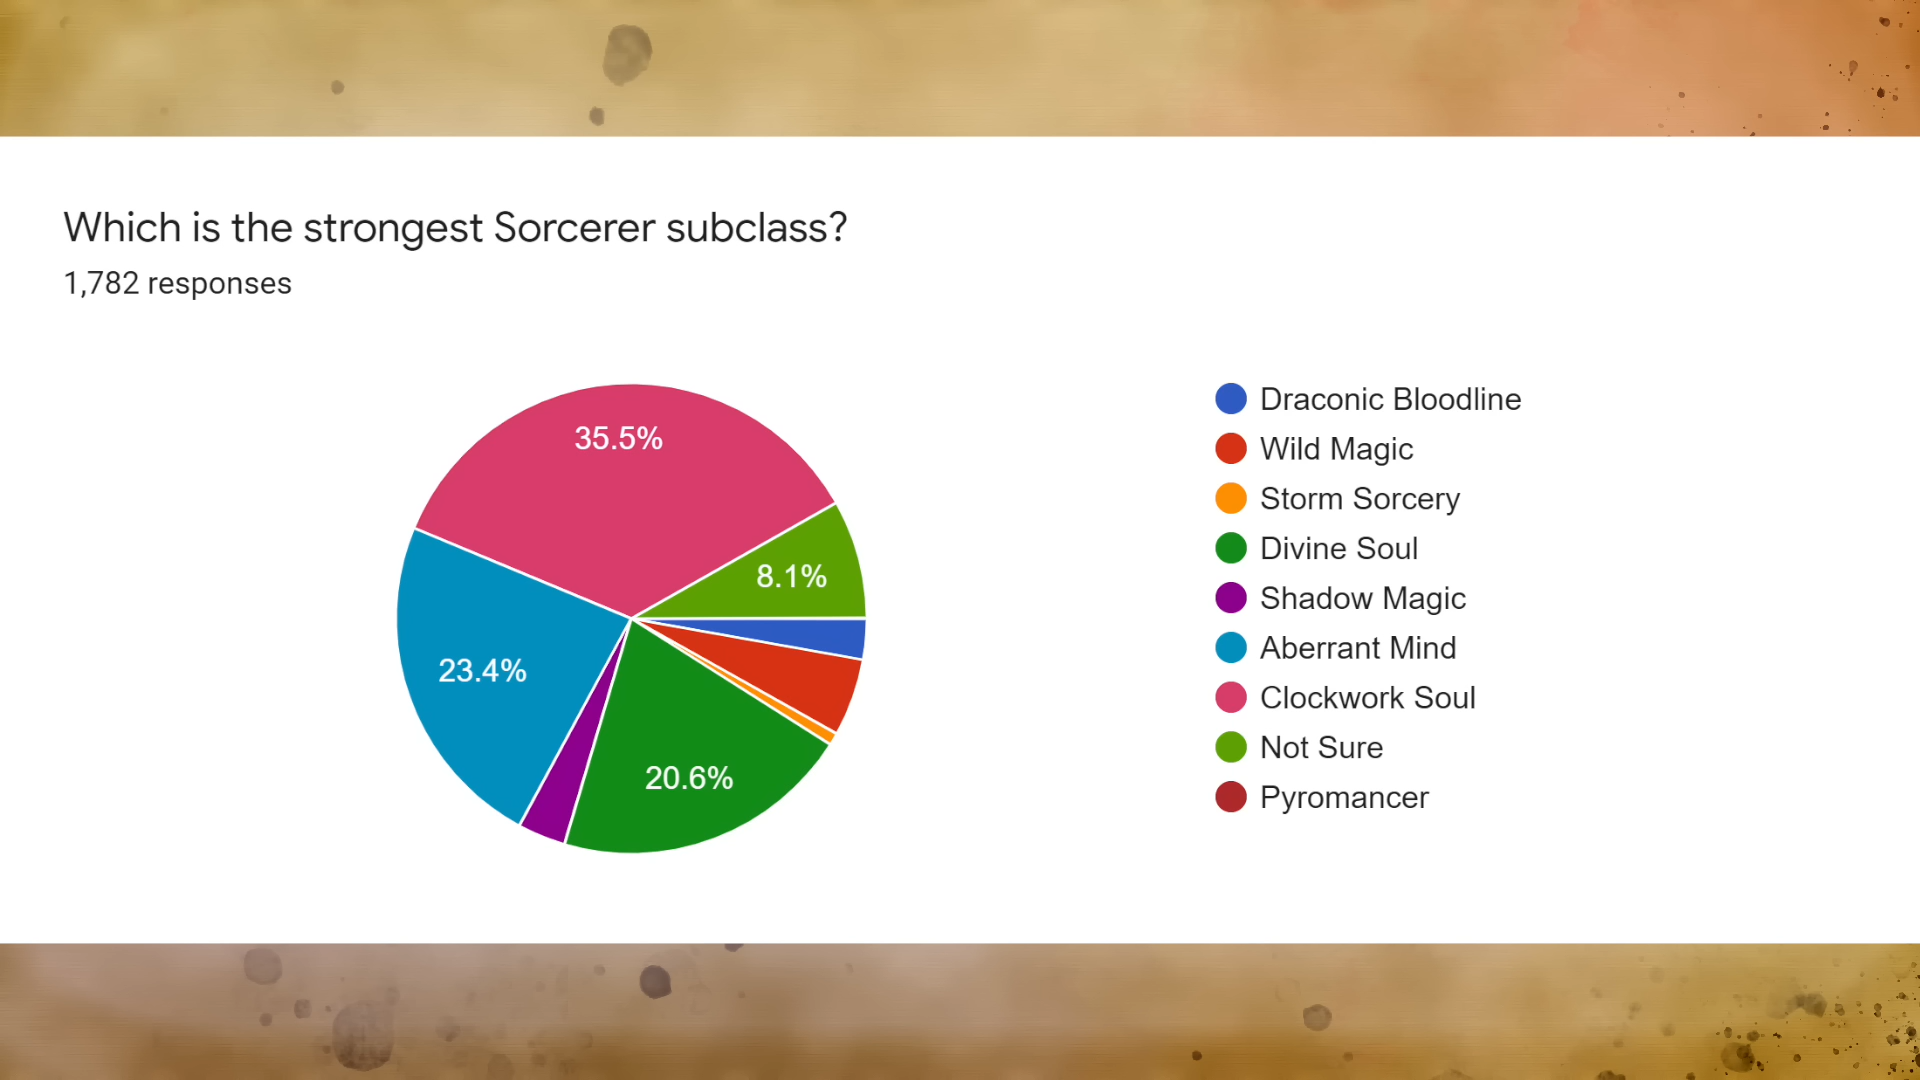 Which is the strongest Sorcerer subclass?
1,782 responses
35.5%
8.1%
23.4%
20.6%
Draconic Bloodline
Wild Magic
Storm Sorcery
Divine Soul
Shadow Magic
Aberrant Mind
Clockwork Soul
Not Sure
Pyromancer